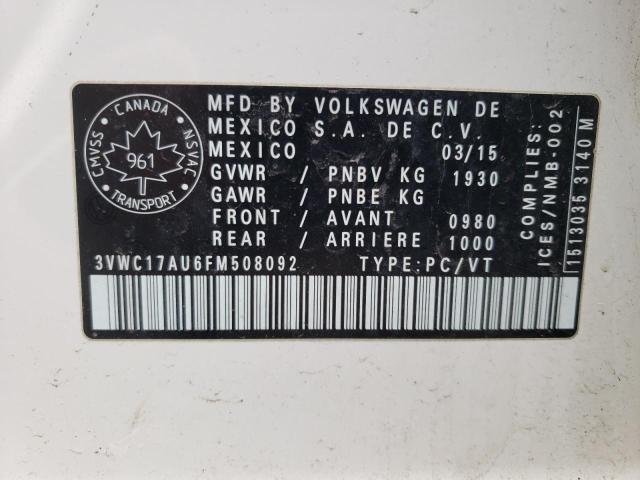 CANADA
CMVSS
NSVAC
961
TRANSPORT
MFD BY VOLKSWAGEN DE
MEXICO S.A. DE C.V.
MEXICO 03/15
GVWR / PNBV KG 1930
GAWR / PNBE KG
FRONT / AVANT 0980
REAR / ARRIERE 1000
3VWC17AU6FM508092 TYPE:PC/VT
COMPLIES:
ICES/NMB-002
1513035 3140 M